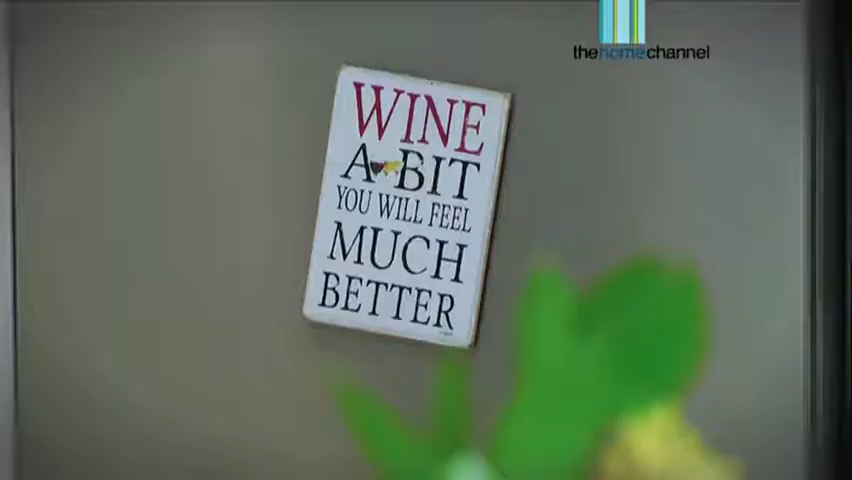 thehomechannel
WINE
A BIT
YOU WILL FEEL
MUCH
BETTER